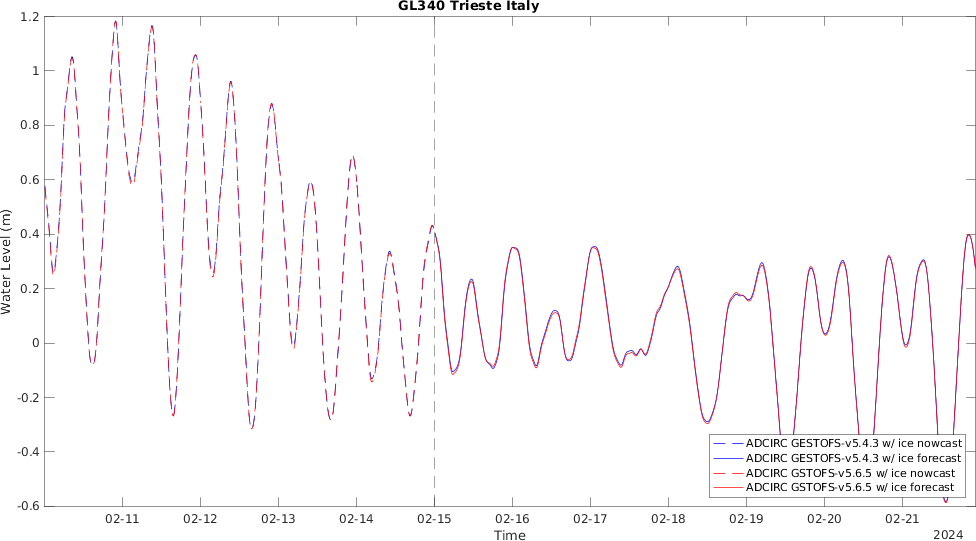 GL340 Trieste Italy
1.2
1
0.8
0.6
0.4
0.2
0
-0.2
-0.4
-0.6
Water Level (m)
ADCIRC GESTOFS-v5.4.3 w/ ice nowcast
ADCIRC GESTOFS-v5.4.3 w/ ice forecast
ADCIRC GSTOFS-v5.6.5 w/ ice nowcast
ADCIRC GSTOFS-v5.6.5 w/ ice forecast
02-11 02-12 02-13 02-14 02-15 02-16 02-17 02-18 02-19 02-20 02-21
Time
2024